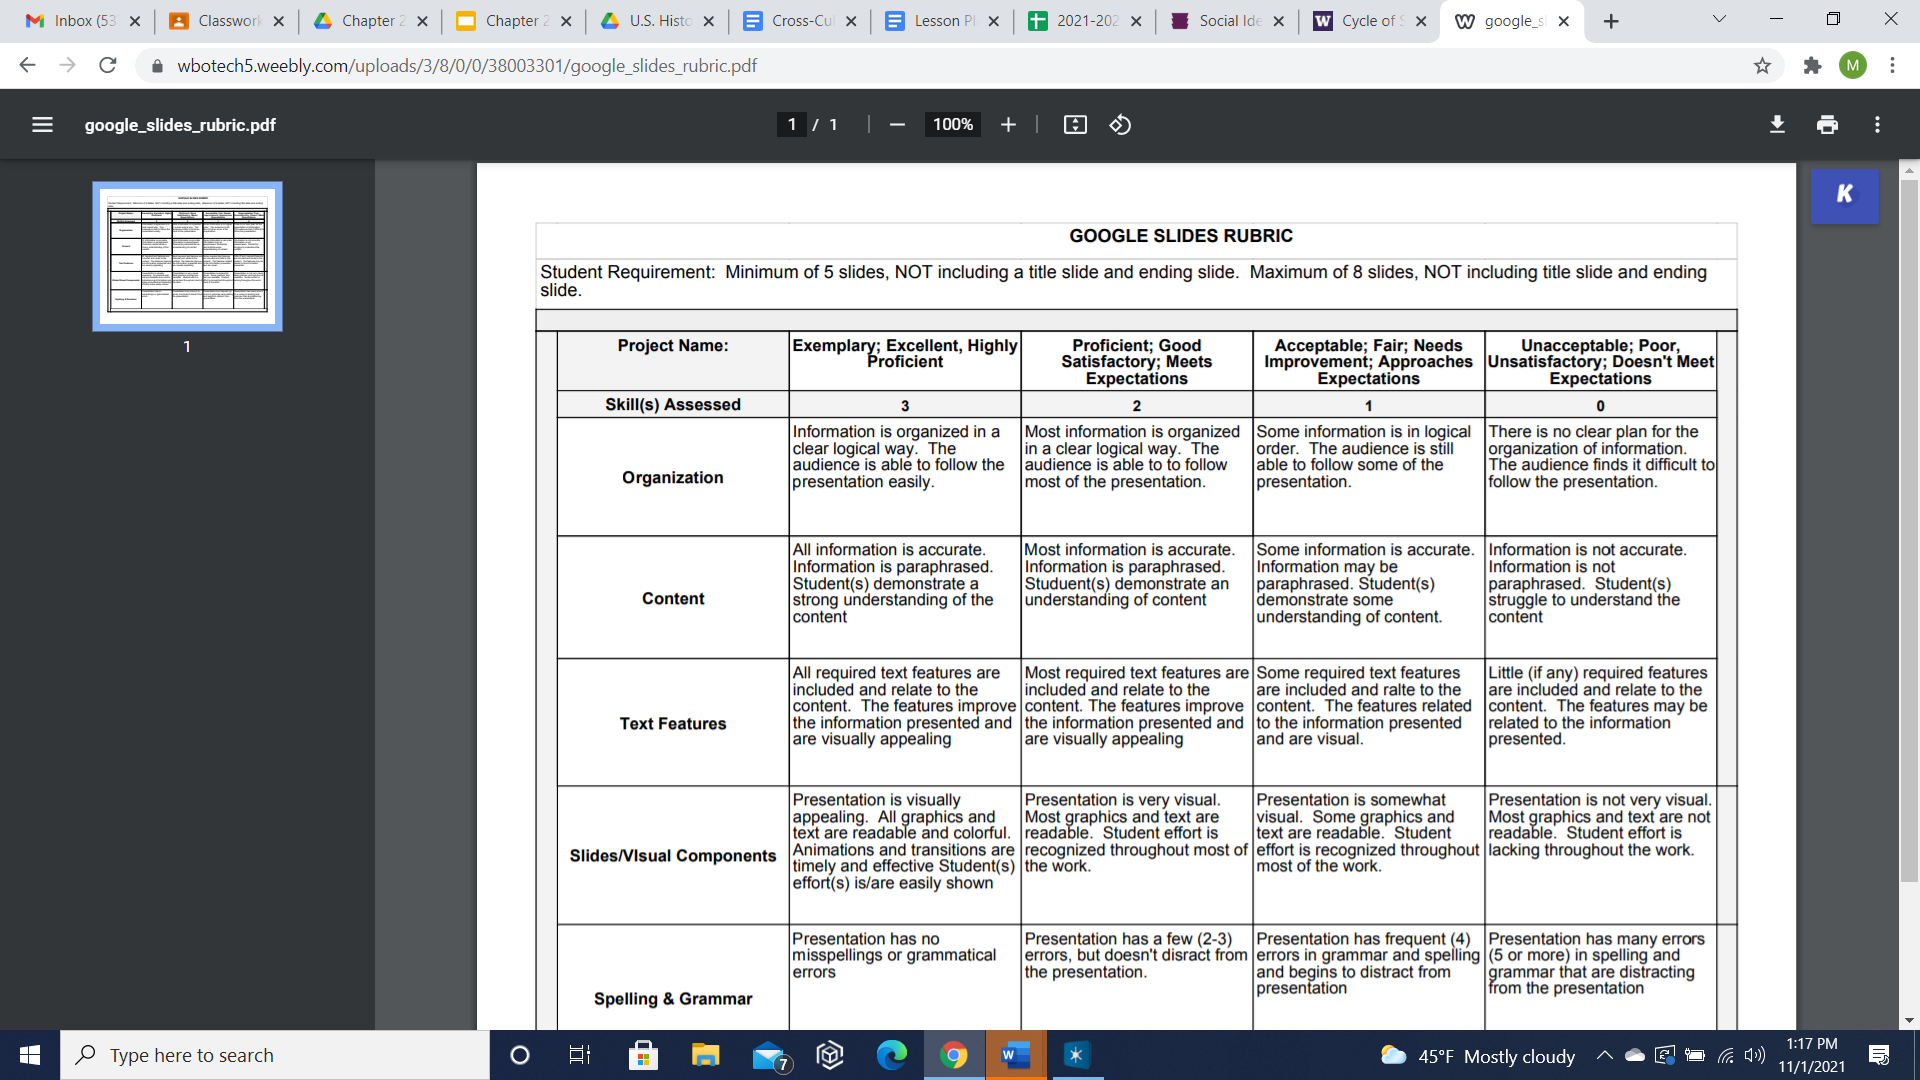 Inbox (53
Classwork
Chapter 2
Chapter 2
U.S. Histo
Cross-Cul
Lesson Pl
2021-202
Social Ide
Cycle of S
google_sl
wbotech5.weebly.com/uploads/3/8/0/0/38003301/google_slides_rubric.pdf
M
google_slides_rubric.pdf
1 / 1
100%
1
K
GOOGLE SLIDES RUBRIC
Student Requirement: Minimum of 5 slides, NOT including a title slide and ending slide. Maximum of 8 slides, NOT including title slide and ending
slide.
Project Name:
Exemplary; Excellent, Highly
Proficient
Proficient; Good
Satisfactory; Meets
Expectations
Acceptable; Fair; Needs
Improvement; Approaches
Expectations
Unacceptable; Poor,
Unsatisfactory; Doesn't Meet
Expectations
Skill(s) Assessed
3
2
1
0
Organization
Information is organized in a
clear logical way. The
audience is able to follow the
presentation easily.
Most information is organized
in a clear logical way. The
audience is able to to follow
most of the presentation.
Some information is in logical
order. The audience is still
able to follow some of the
presentation.
There is no clear plan for the
organization of information.
The audience finds it difficult to
follow the presentation.
Content
All information is accurate.
Information is paraphrased.
Student(s) demonstrate a
strong understanding of the
content
Most information is accurate.
Information is paraphrased.
Studuent(s) demonstrate an
understanding of content
Some information is accurate.
Information may be
paraphrased. Student(s)
demonstrate some
understanding of content.
Information is not accurate.
Information is not
paraphrased. Student(s)
struggle to understand the
content
Text Features
All required text features are
included and relate to the
content. The features improve
the information presented and
are visually appealing
Most required text features are
included and relate to the
content. The features improve
the information presented and
are visually appealing
Some required text features
are included and ralte to the
content. The features related
to the information presented
and are visual.
Little (if any) required features
are included and relate to the
content. The features may be
related to the information
presented.
Slides/VIsual Components
Presentation is visually
appealing. All graphics and
text are readable and colorful.
Animations and transitions are
timely and effective Student(s)
effort(s) is/are easily shown
Presentation is very visual.
Most graphics and text are
readable. Student effort is
recognized throughout most of
the work.
Presentation is somewhat
visual. Some graphics and
text are readable. Student
effort is recognized throughout
most of the work.
Presentation is not very visual.
Most graphics and text are not
readable. Student effort is
lacking throughout the work.
Spelling & Grammar
Presentation has no
misspellings or grammatical
errors
Presentation has a few (2-3)
errors, but doesn't disract from
the presentation.
Presentation has frequent (4)
errors in grammar and spelling
and begins to distract from
presentation
Presentation has many errors
(5 or more) in spelling and
grammar that are distracting
from the presentation
Type here to search
7
45°F Mostly cloudy
1:17 PM
11/1/2021